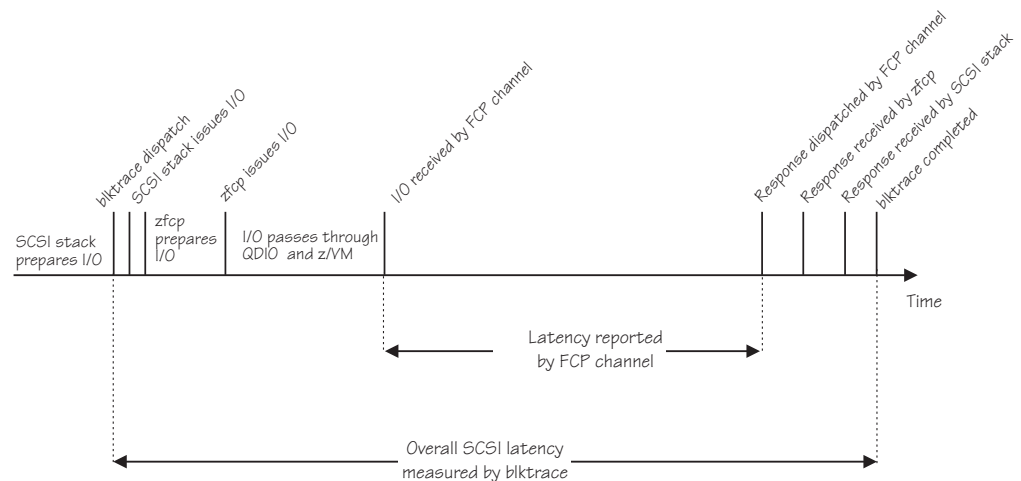 blktrace dispatch
SCSI stack issues I/O
zfcp issues I/O
I/O received by FCP channel
Response dispatched by FCP channel
Response received by zfcp
Response received by SCSI stack
blktrace completed
SCSI stack
prepares I/O
zfcp
prepares
I/O
I/O passes through
QDIO and z/VM
Time
Latency reported
by FCP channel
Overall SCSI latency
measured by blktrace